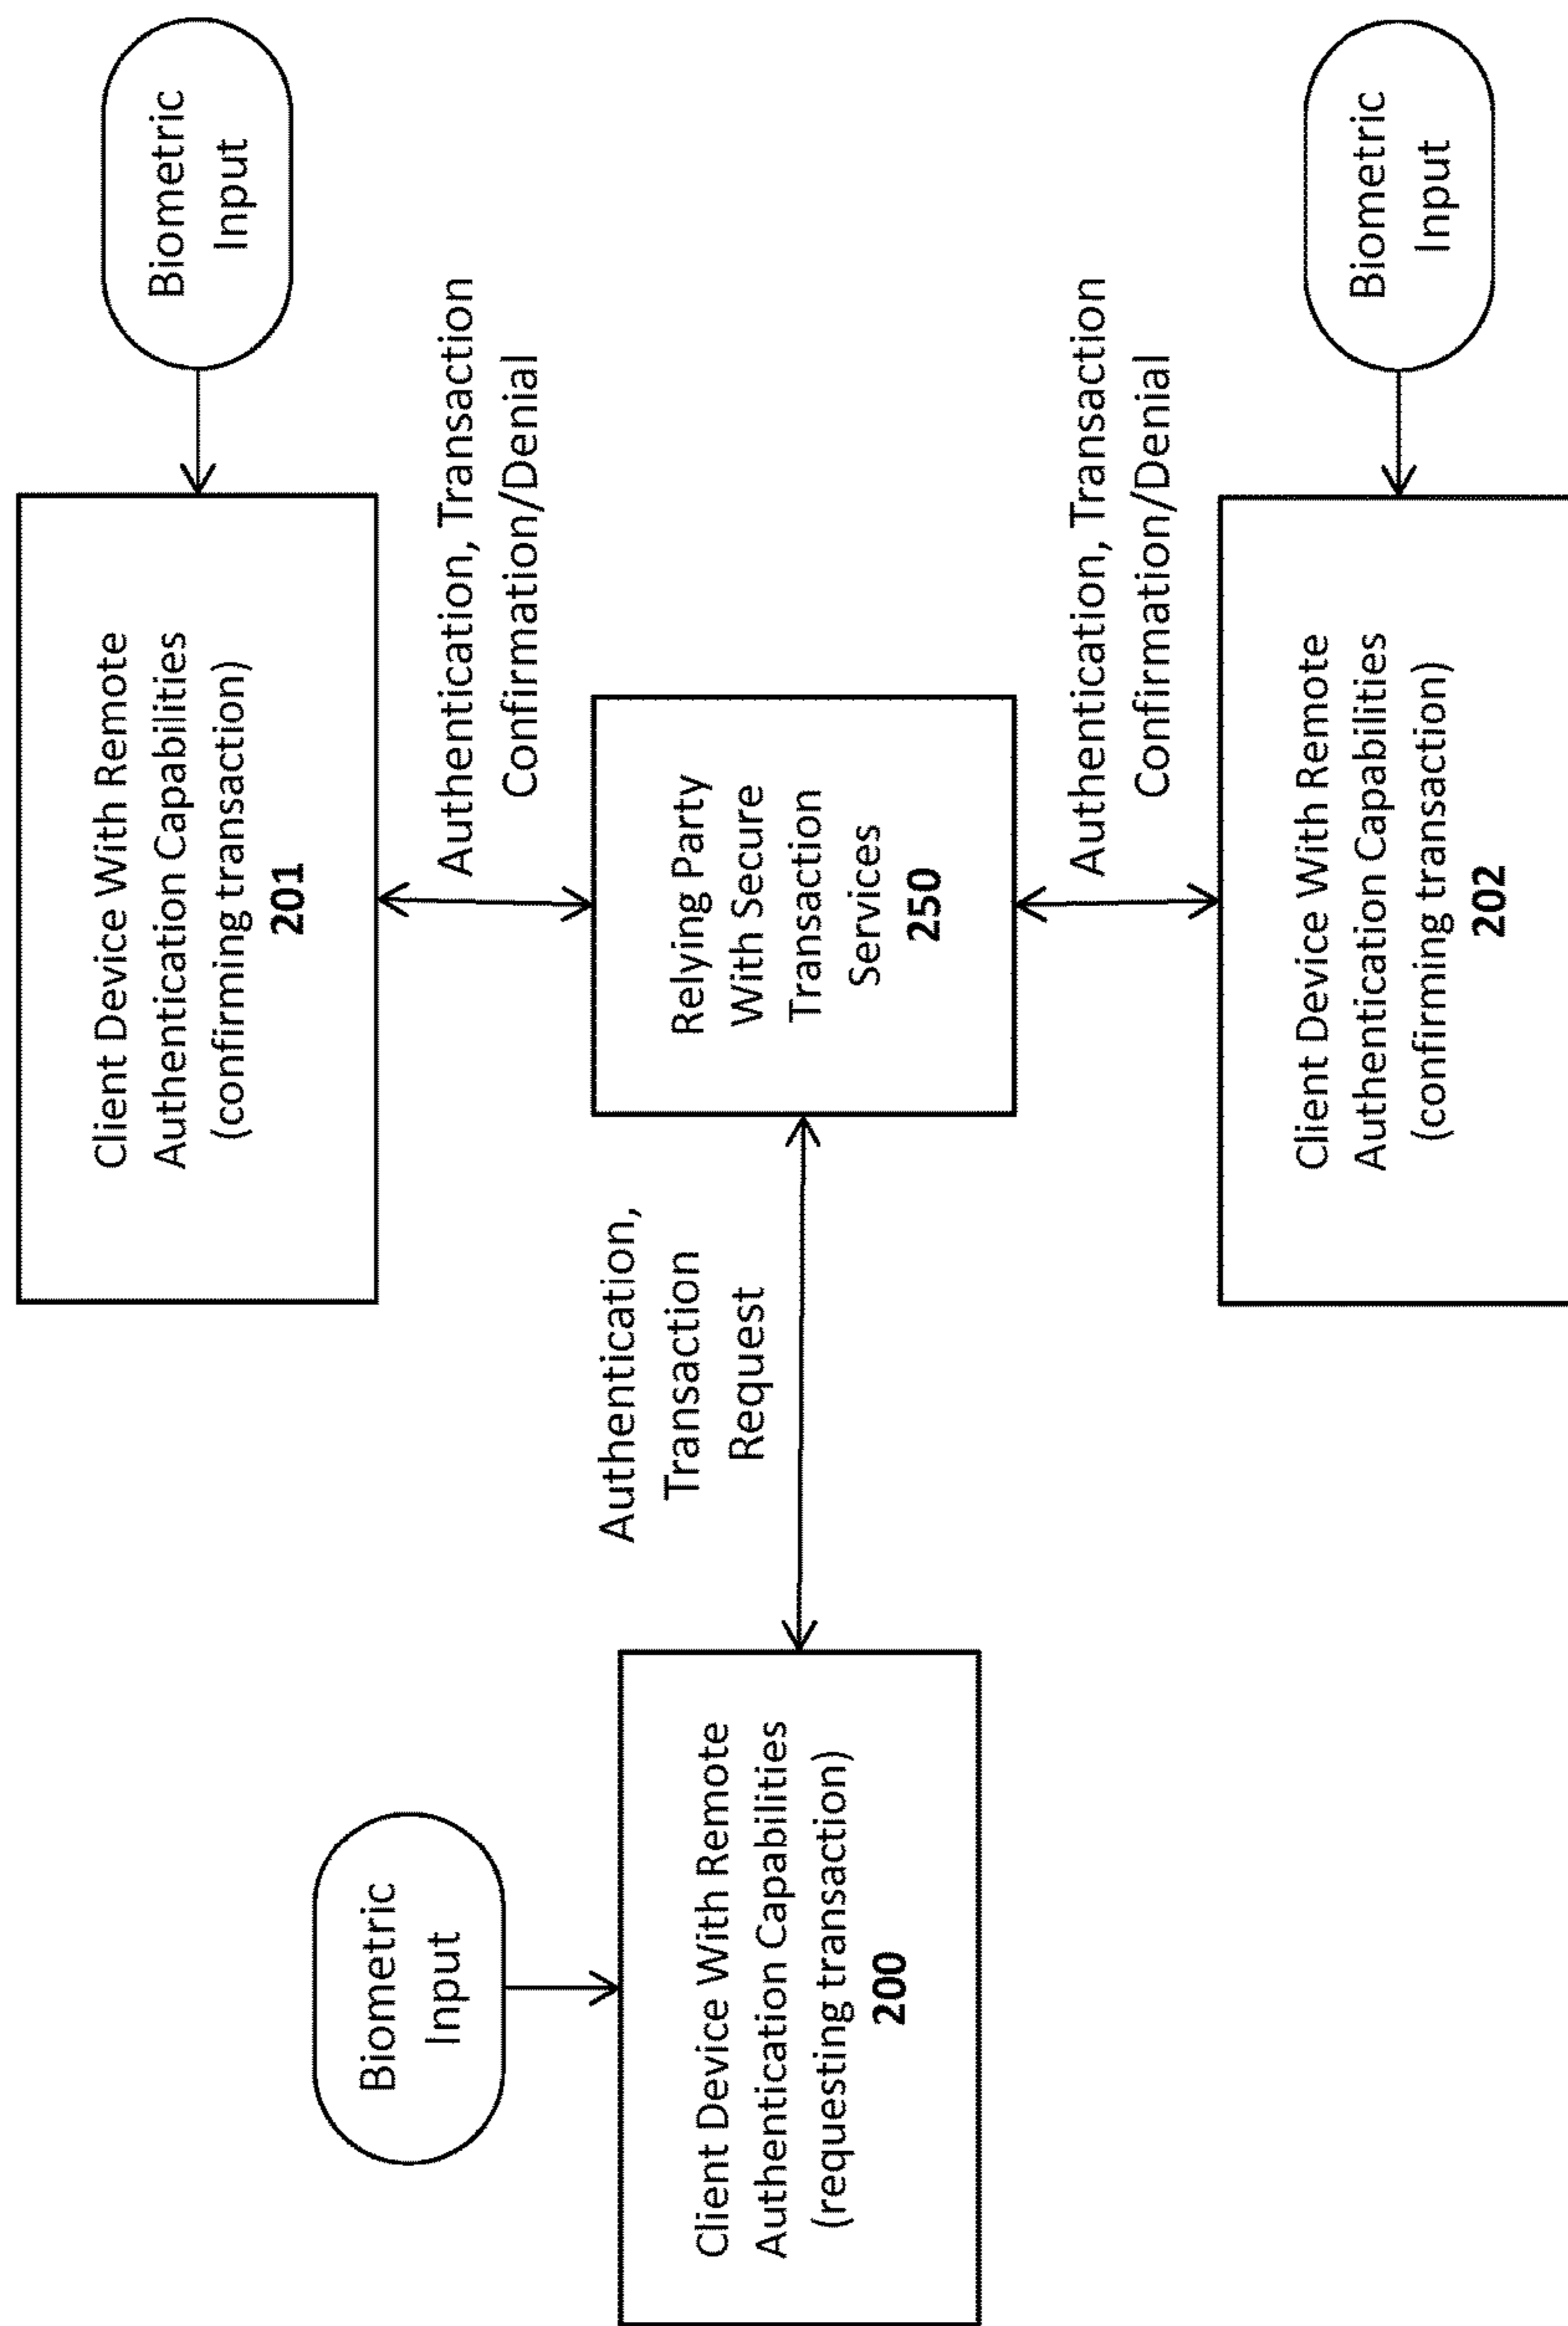 Biometric
Input
Client Device With Remote
Authentication Capabilities
(requesting transaction)
200
Authentication,
Transaction
Request
Relying Party
With Secure
Transaction
Services
250
Client Device With Remote
Authentication Capabilities
(confirming transaction)
201
Authentication, Transaction
Confirmation/Denial
Biometric
Input
Authentication, Transaction
Confirmation/Denial
Client Device With Remote
Authentication Capabilities
(confirming transaction)
202
Biometric
Input